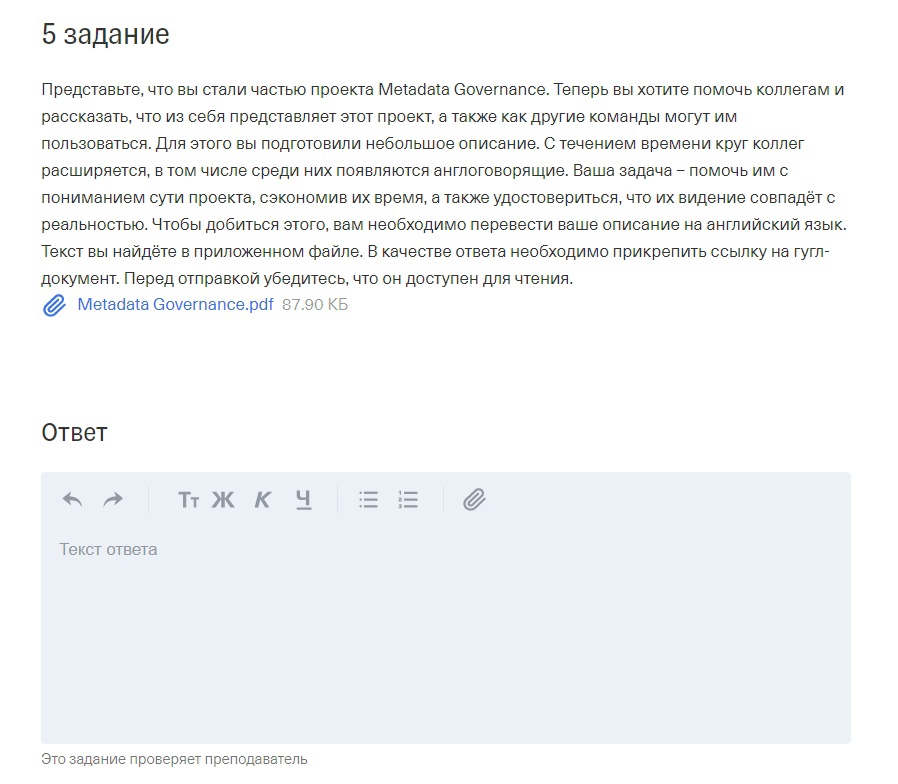 5 задание
Представьте, что вы стали частью проекта Metadata Governance. Теперь вы хотите помочь коллегам и
рассказать, что из себя представляет этот проект, а также как другие команды могут им
пользоваться. Для этого вы подготовили небольшое описание. С течением времени круг коллег
расширяется, в том числе среди них появляются англоговорящие. Ваша задача – помочь им с
пониманием сути проекта, сэкономив их время, а также удостовериться, что их видение совпадёт с
реальностью. Чтобы добиться этого, вам необходимо перевести ваше описание на английский язык.
Текст вы найдёте в приложенном файле. В качестве ответа необходимо прикрепить ссылку на гугл-
документ. Перед отправкой убедитесь, что он доступен для чтения.
Metadata Governance.pdf 87.90 КБ
Ответ
Тт Ж К Ч
Текст ответа
Это задание проверяет преподаватель